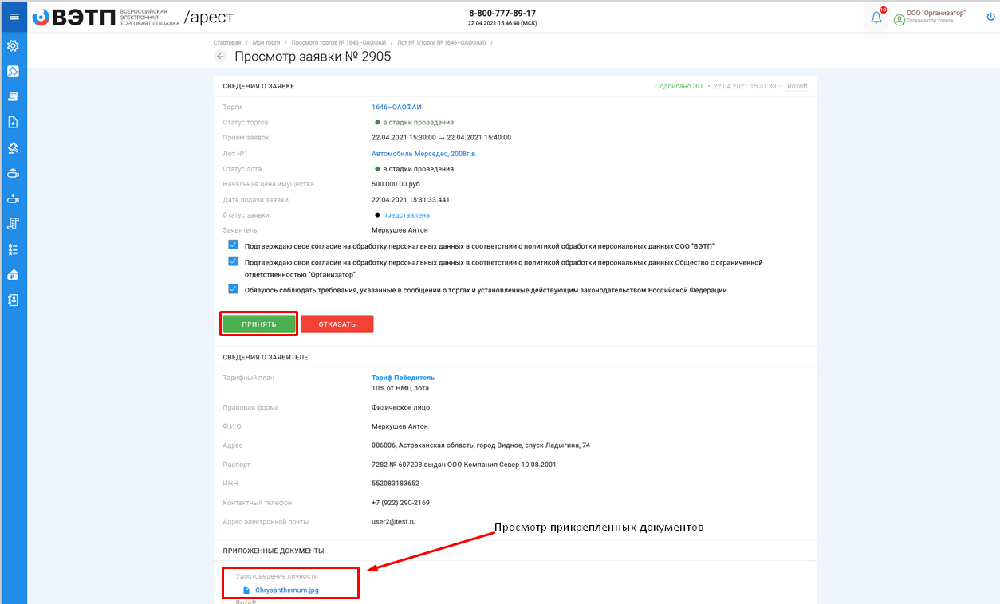 ВЭТП
ВСЕРОССИЙСКАЯ
ЭЛЕКТРОННАЯ
ТОРГОВАЯ ПЛОЩАДКА
/арест
8-800-777-89-17
22.04.2021 15:46:40 (МСК)
10+
ООО "Организатор"
Организатор торгов
Стартовая / Мои торги / Просмотр торгов № 1646–ОАОФАИ / Лот № 1(торги № 1646–ОАОФАИ) /
Просмотр заявки № 2905
СВЕДЕНИЯ О ЗАЯВКЕ
Подписано ЭП • 22.04.2021 15:31:33 • Roxoft
Торги 1646–ОАОФАИ
Статус торгов в стадии проведения
Прием заявок 22.04.2021 15:30:00 → 22.04.2021 15:40:00
Лот №1 Автомобиль Мерседес, 2008г.в.
Статус лота в стадии проведения
Начальная цена имущества 500 000.00 руб.
Дата подачи заявки 22.04.2021 15:31:33.441
Статус заявки представлена
Заявитель Меркушев Антон
Подтверждаю свое согласие на обработку персональных данных в соответствии с политикой обработки персональных данных ООО "ВЭТП"
Подтверждаю свое согласие на обработку персональных данных в соответствии с политикой обработки персональных данных Общество с ограниченной
ответственностью "Организатор"
Обязуюсь соблюдать требования, указанные в сообщении о торгах и установленные действующим законодательством Российской Федерации
ПРИНЯТЬ ОТКАЗАТЬ
СВЕДЕНИЯ О ЗАЯВИТЕЛЕ
Тарифный план Тариф Победитель
10% от НМЦ лота
Правовая форма Физическое лицо
Ф.И.О. Меркушев Антон
Адрес 006806, Астраханская область, город Видное, спуск Ладыгина, 74
Паспорт 7282 № 607208 выдан ООО Компания Север 10.08.2001
ИНН 552083183652
Контактный телефон +7 (922) 290-2169
Адрес электронной почты user2@test.ru
Просмотр прикрепленных документов
ПРИЛОЖЕННЫЕ ДОКУМЕНТЫ
Удостоверение личности
Chrysanthemum.jpg
Roxoft